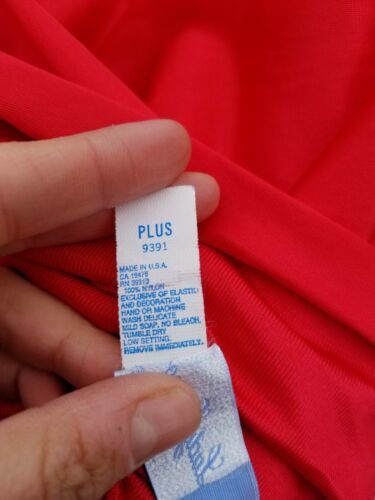 PLUS
9391
MADE IN U.S.A.
CA 19476
RN 39313
100% NYLON
EXCLUSIVE OF ELASTIC
AND DECORATION
HAND OR MACHINE
WASH DELICATE
MILD SOAP, NO BLEACH.
TUMBLE DRY
LOW SETTING.
REMOVE IMMEDIATELY.